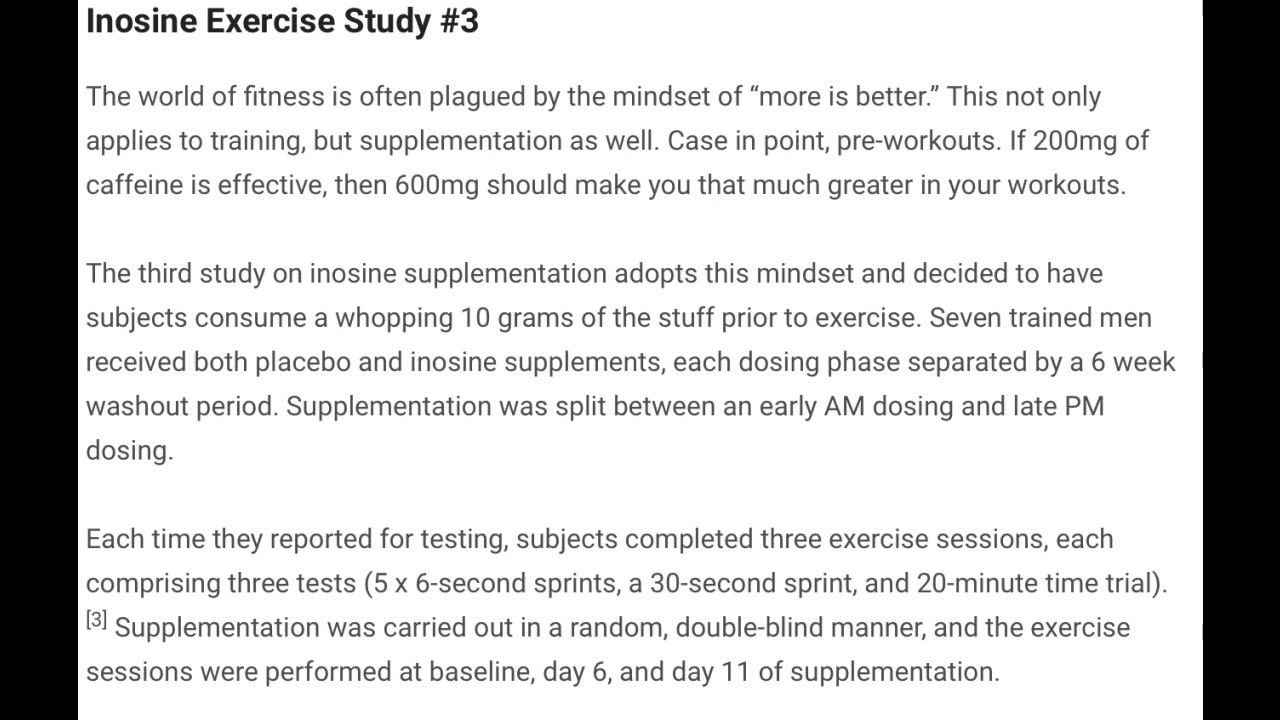 Inosine Exercise Study #3
The world of fitness is often plagued by the mindset of “more is better.” This not only
applies to training, but supplementation as well. Case in point, pre-workouts. If 200mg of
caffeine is effective, then 600mg should make you that much greater in your workouts.
The third study on inosine supplementation adopts this mindset and decided to have
subjects consume a whopping 10 grams of the stuff prior to exercise. Seven trained men
received both placebo and inosine supplements, each dosing phase separated by a 6 week
washout period. Supplementation was split between an early AM dosing and late PM
dosing.
Each time they reported for testing, subjects completed three exercise sessions, each
comprising three tests (5 x 6-second sprints, a 30-second sprint, and 20-minute time trial).
[3] Supplementation was carried out in a random, double-blind manner, and the exercise
sessions were performed at baseline, day 6, and day 11 of supplementation.